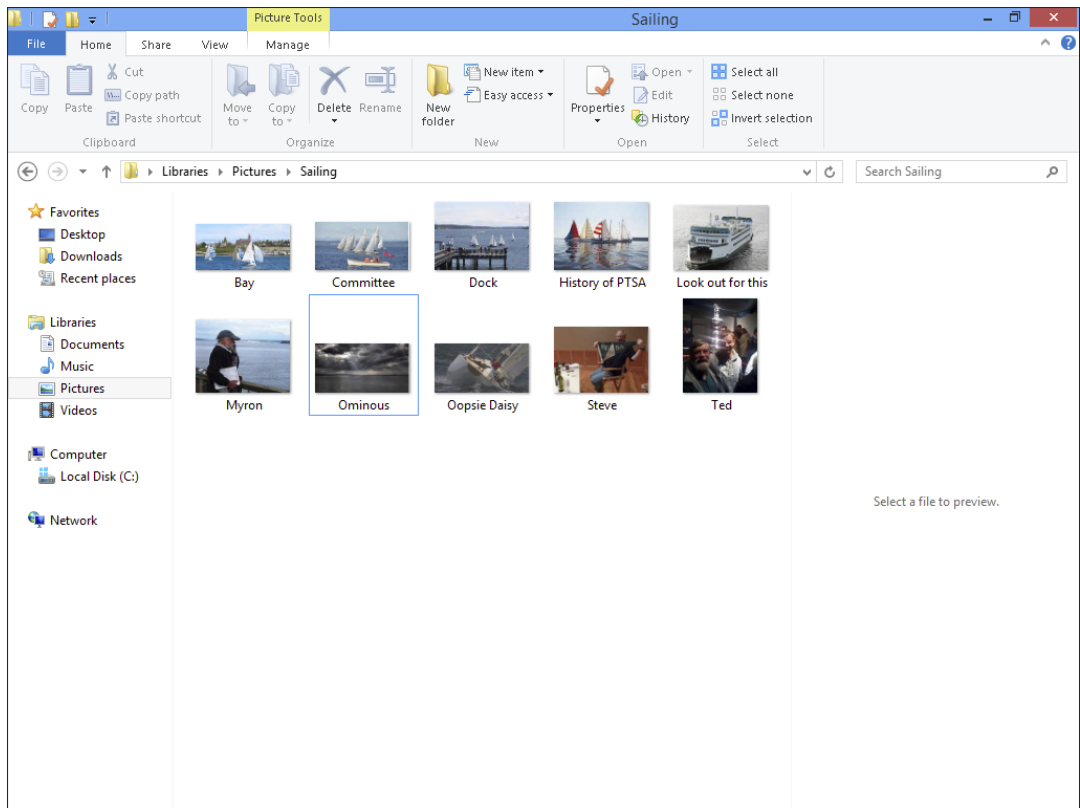 Picture Tools
Sailing
File Home Share View Manage
Copy
Paste
Cut
Copy path
Paste shortcut
Clipboard
Move to
Copy to
Delete
Rename
Organize
New folder
New item
Easy access
New
Properties
Open
Edit
History
Open
Select all
Select none
Invert selection
Select
Libraries Pictures Sailing
Search Sailing
Favorites
Desktop
Downloads
Recent places
Libraries
Documents
Music
Pictures
Videos
Computer
Local Disk (C:)
Network
Bay Committee Dock History of PTSA Look out for this
Myron Ominous Oopsie Daisy Steve Ted
Select a file to preview.